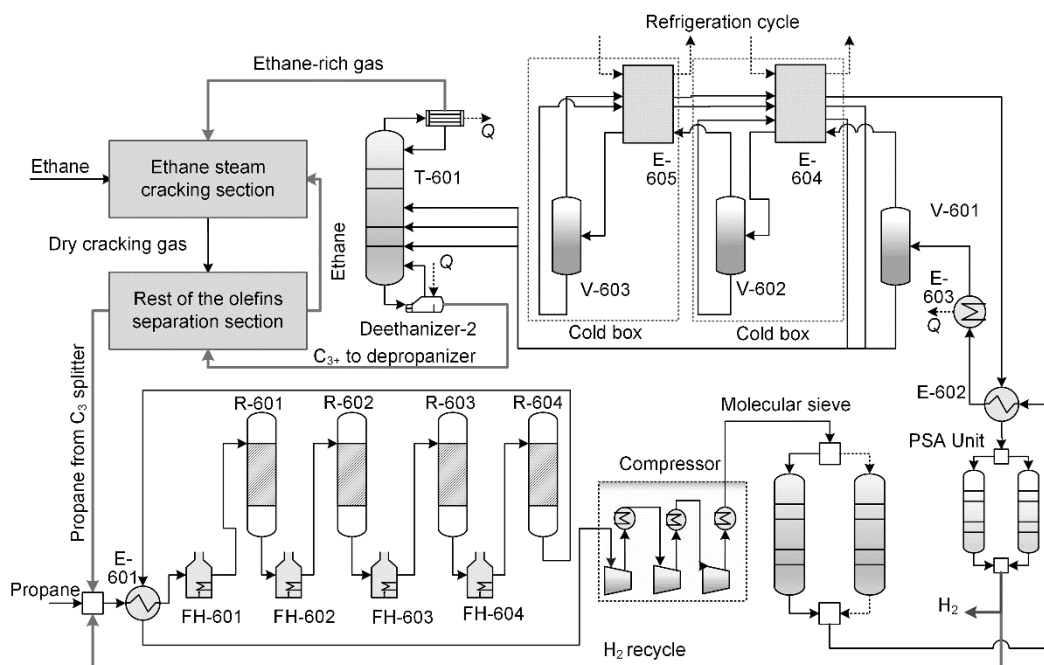 Refrigeration cycle
Ethane-rich gas
Q
Ethane
Ethane steam
cracking section
T-601
E-
605
E-
604
V-601
Dry cracking gas
Ethane
Q
E-
603
Q
Rest of the olefins
separation section
V-603
V-602
Deethanizer-2
Cold box
Cold box
C3+ to depropanizer
E-602
Propane from C3 splitter
R-601
R-602
R-603
R-604
Molecular sieve
PSA Unit
Compressor
E-
601
Propane
FH-601
FH-602
FH-603
FH-604
H2
H2 recycle